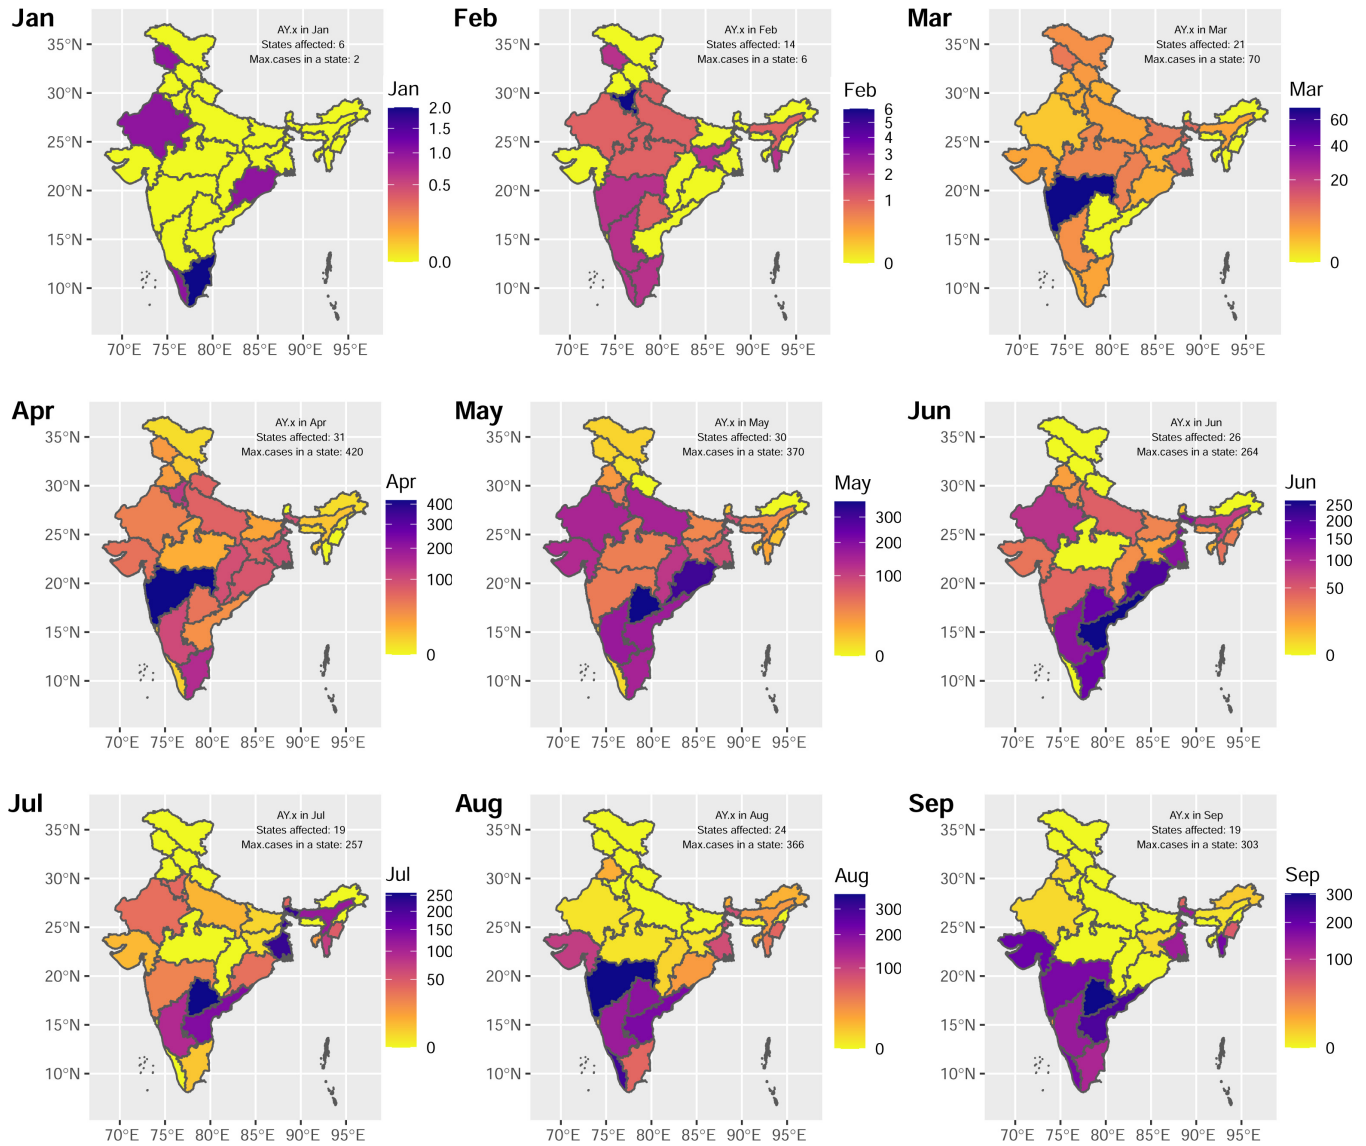 Jan
AY.x in Jan
States affected: 6
Max.cases in a state: 2
35°N
30°N
25°N
20°N
15°N
10°N
70°E 75°E 80°E 85°E 90°E 95°E
Jan
2.0
1.5
1.0
0.5
0.0
Feb
AY.x in Feb
States affected: 14
Max.cases in a state: 6
35°N
30°N
25°N
20°N
15°N
10°N
70°E 75°E 80°E 85°E 90°E 95°E
Feb
6
5
4
3
2
1
0
Mar
AY.x in Mar
States affected: 21
Max.cases in a state: 70
35°N
30°N
25°N
20°N
15°N
10°N
70°E 75°E 80°E 85°E 90°E 95°E
Mar
60
40
20
0
Apr
AY.x in Apr
States affected: 31
Max.cases in a state: 420
35°N
30°N
25°N
20°N
15°N
10°N
70°E 75°E 80°E 85°E 90°E 95°E
Apr
400
300
200
100
0
May
AY.x in May
States affected: 30
Max.cases in a state: 370
35°N
30°N
25°N
20°N
15°N
10°N
70°E 75°E 80°E 85°E 90°E 95°E
May
300
200
100
0
Jun
AY.x in Jun
States affected: 26
Max.cases in a state: 264
35°N
30°N
25°N
20°N
15°N
10°N
70°E 75°E 80°E 85°E 90°E 95°E
Jun
250
200
150
100
50
0
Jul
AY.x in Jul
States affected: 19
Max.cases in a state: 257
35°N
30°N
25°N
20°N
15°N
10°N
70°E 75°E 80°E 85°E 90°E 95°E
Jul
250
200
150
100
50
0
Aug
AY.x in Aug
States affected: 24
Max.cases in a state: 366
35°N
30°N
25°N
20°N
15°N
10°N
70°E 75°E 80°E 85°E 90°E 95°E
Aug
300
200
100
0
Sep
AY.x in Sep
States affected: 19
Max.cases in a state: 303
35°N
30°N
25°N
20°N
15°N
10°N
70°E 75°E 80°E 85°E 90°E 95°E
Sep
300
200
100
0